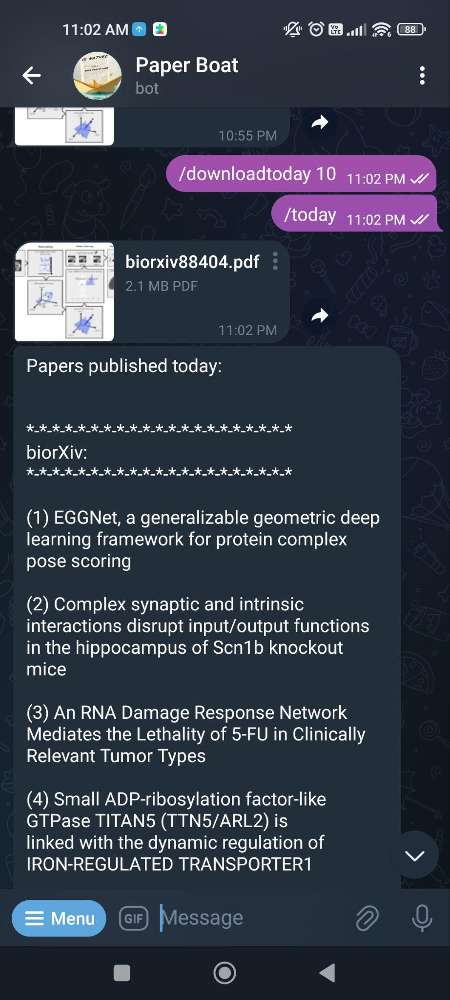 11:02 AM
Vo LTE
6
88
IS NATURE
Paper Boat
bot
10:55 PM
/downloadtoday 10 11:02 PM
/today 11:02 PM
biorxiv88404.pdf
2.1 MB PDF
11:02 PM
Papers published today:
*-*-*-*-*-*-*-*-*-*-*-*-*-*-*-*-*-*-*-*-*
biorXiv:
*-*-*-*-*-*-*-*-*-*-*-*-*-*-*-*-*-*-*-*-*
(1) EGGNet, a generalizable geometric deep
learning framework for protein complex
pose scoring
(2) Complex synaptic and intrinsic
interactions disrupt input/output functions
in the hippocampus of Scn1b knockout
mice
(3) An RNA Damage Response Network
Mediates the Lethality of 5-FU in Clinically
Relevant Tumor Types
(4) Small ADP-ribosylation factor-like
GTPase TITAN5 (TTN5/ARL2) is
linked with the dynamic regulation of
IRON-REGULATED TRANSPORTER1
Menu
GIF
Message